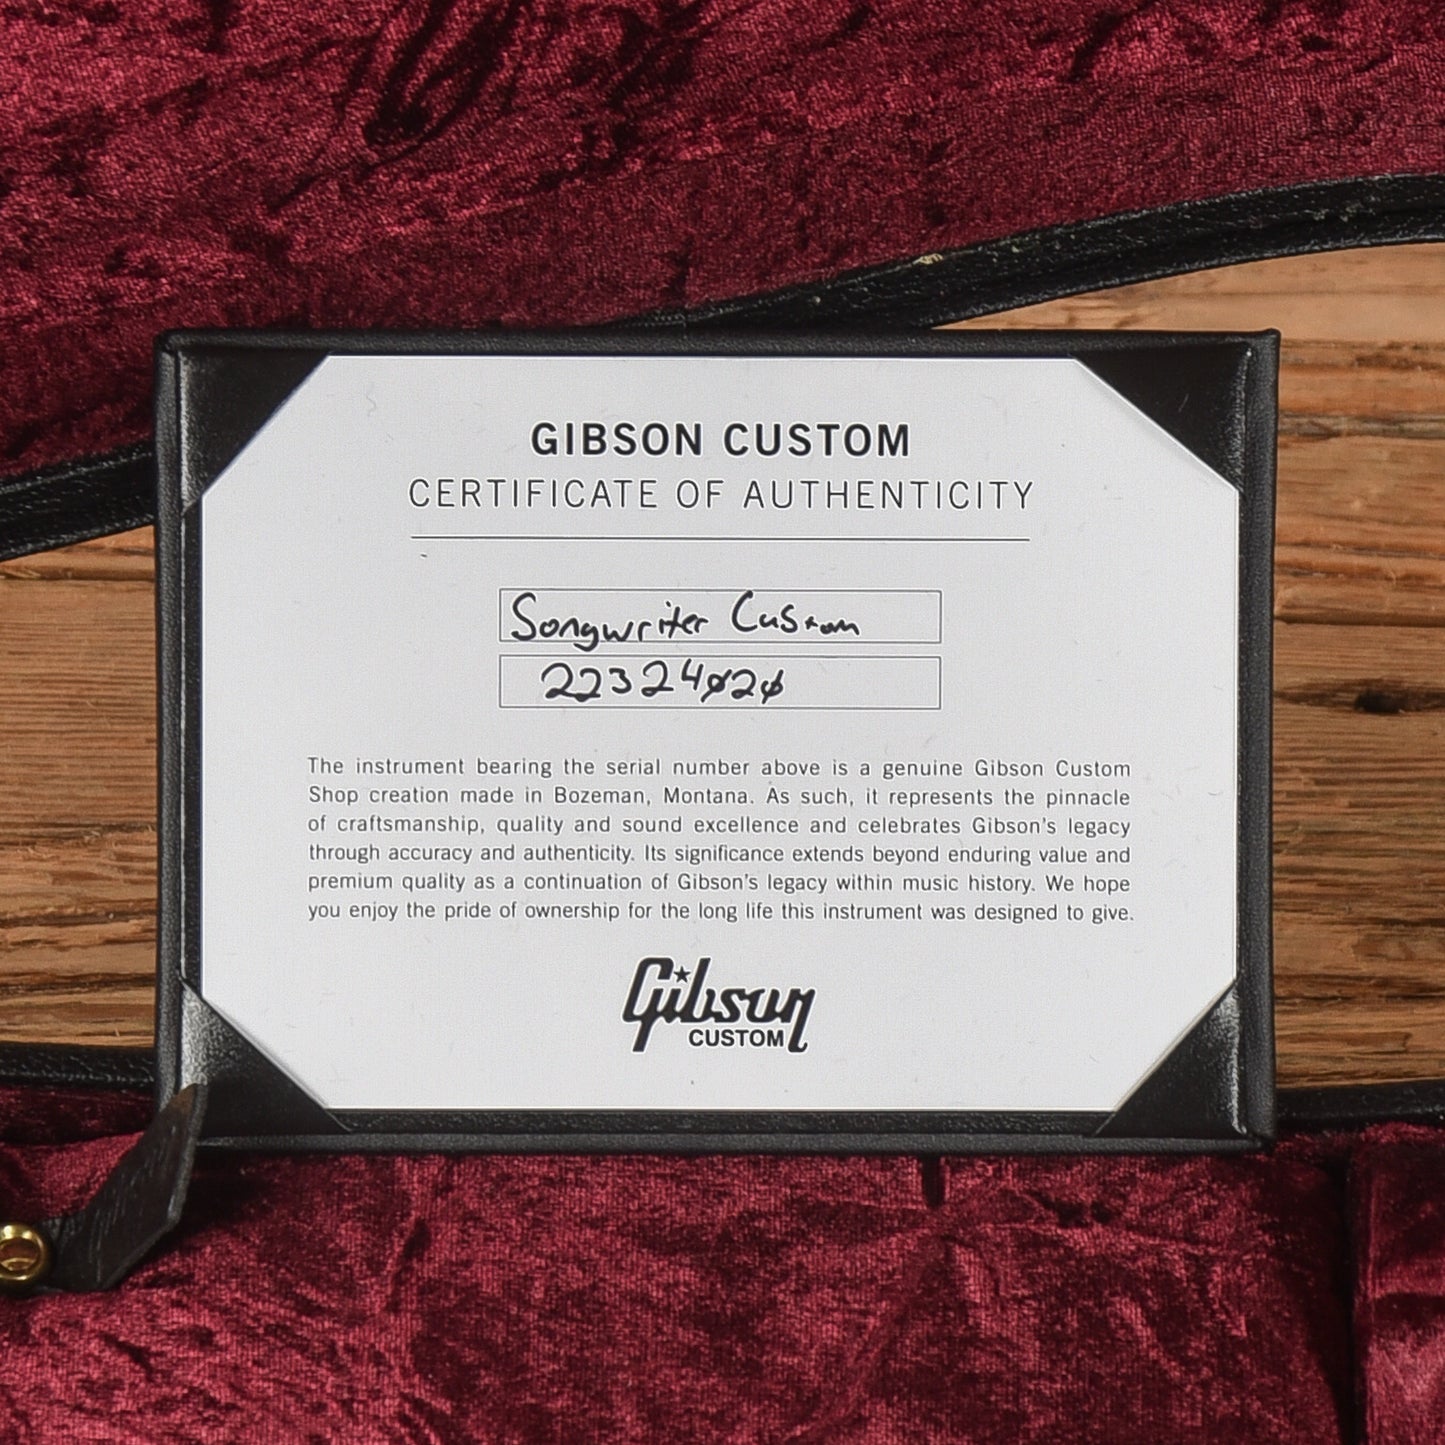 GIBSON CUSTOM
CERTIFICATE OF AUTHENTICITY
Songwriter Custom
22324020
The instrument bearing the serial number above is a genuine Gibson Custom
Shop creation made in Bozeman, Montana. As such, it represents the pinnacle
of craftsmanship, quality and sound excellence and celebrates Gibson's legacy
through accuracy and authenticity. Its significance extends beyond enduring value and
premium quality as a continuation of Gibson's legacy within music history. We hope
you enjoy the pride of ownership for the long life this instrument was designed to give.
Gibson
CUSTOM